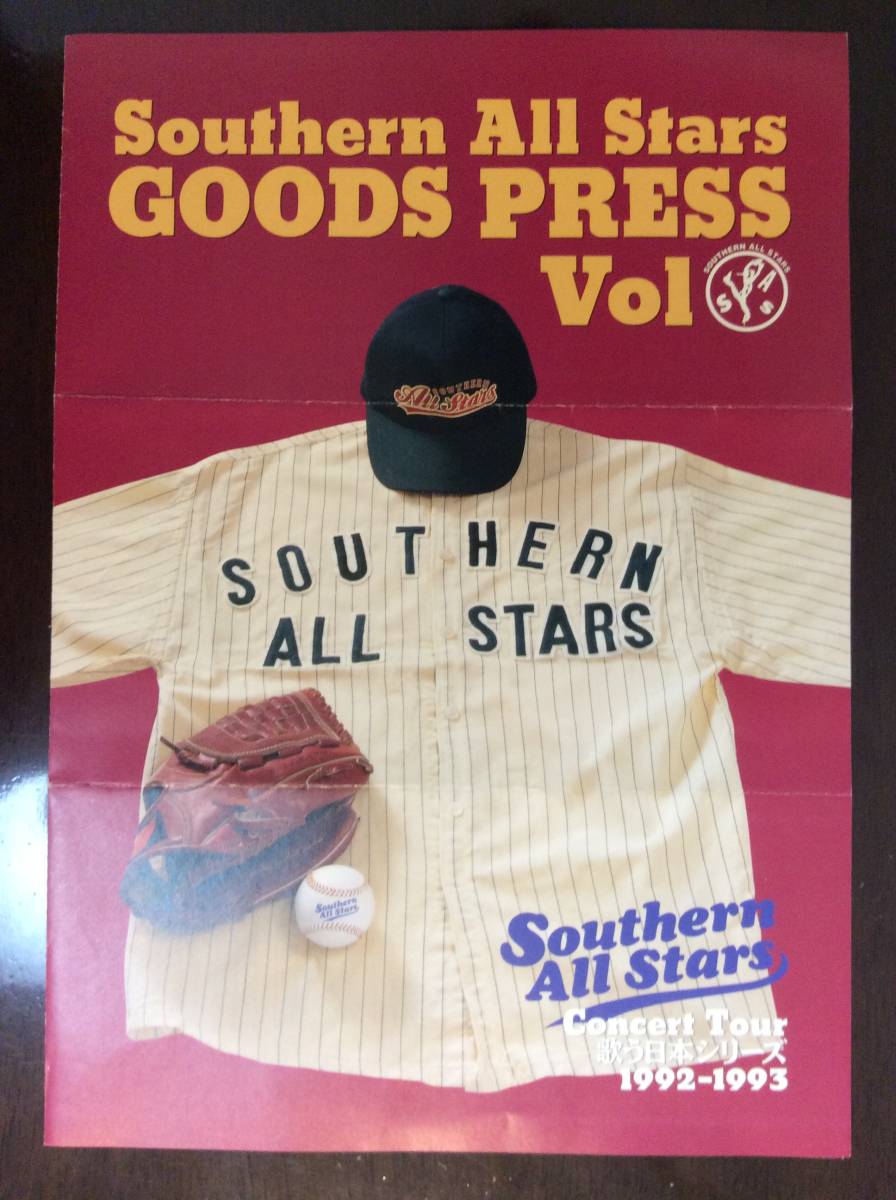 Southern All Stars
GOODS PRESS
Vol
SOUTHERN ALL STARS
S A S
SOUTHERN
All Stars
SOUTHERN
ALL STARS
Southern
All Stars
Southern
All Stars
Concert Tour
歌う日本シリーズ
1992-1993